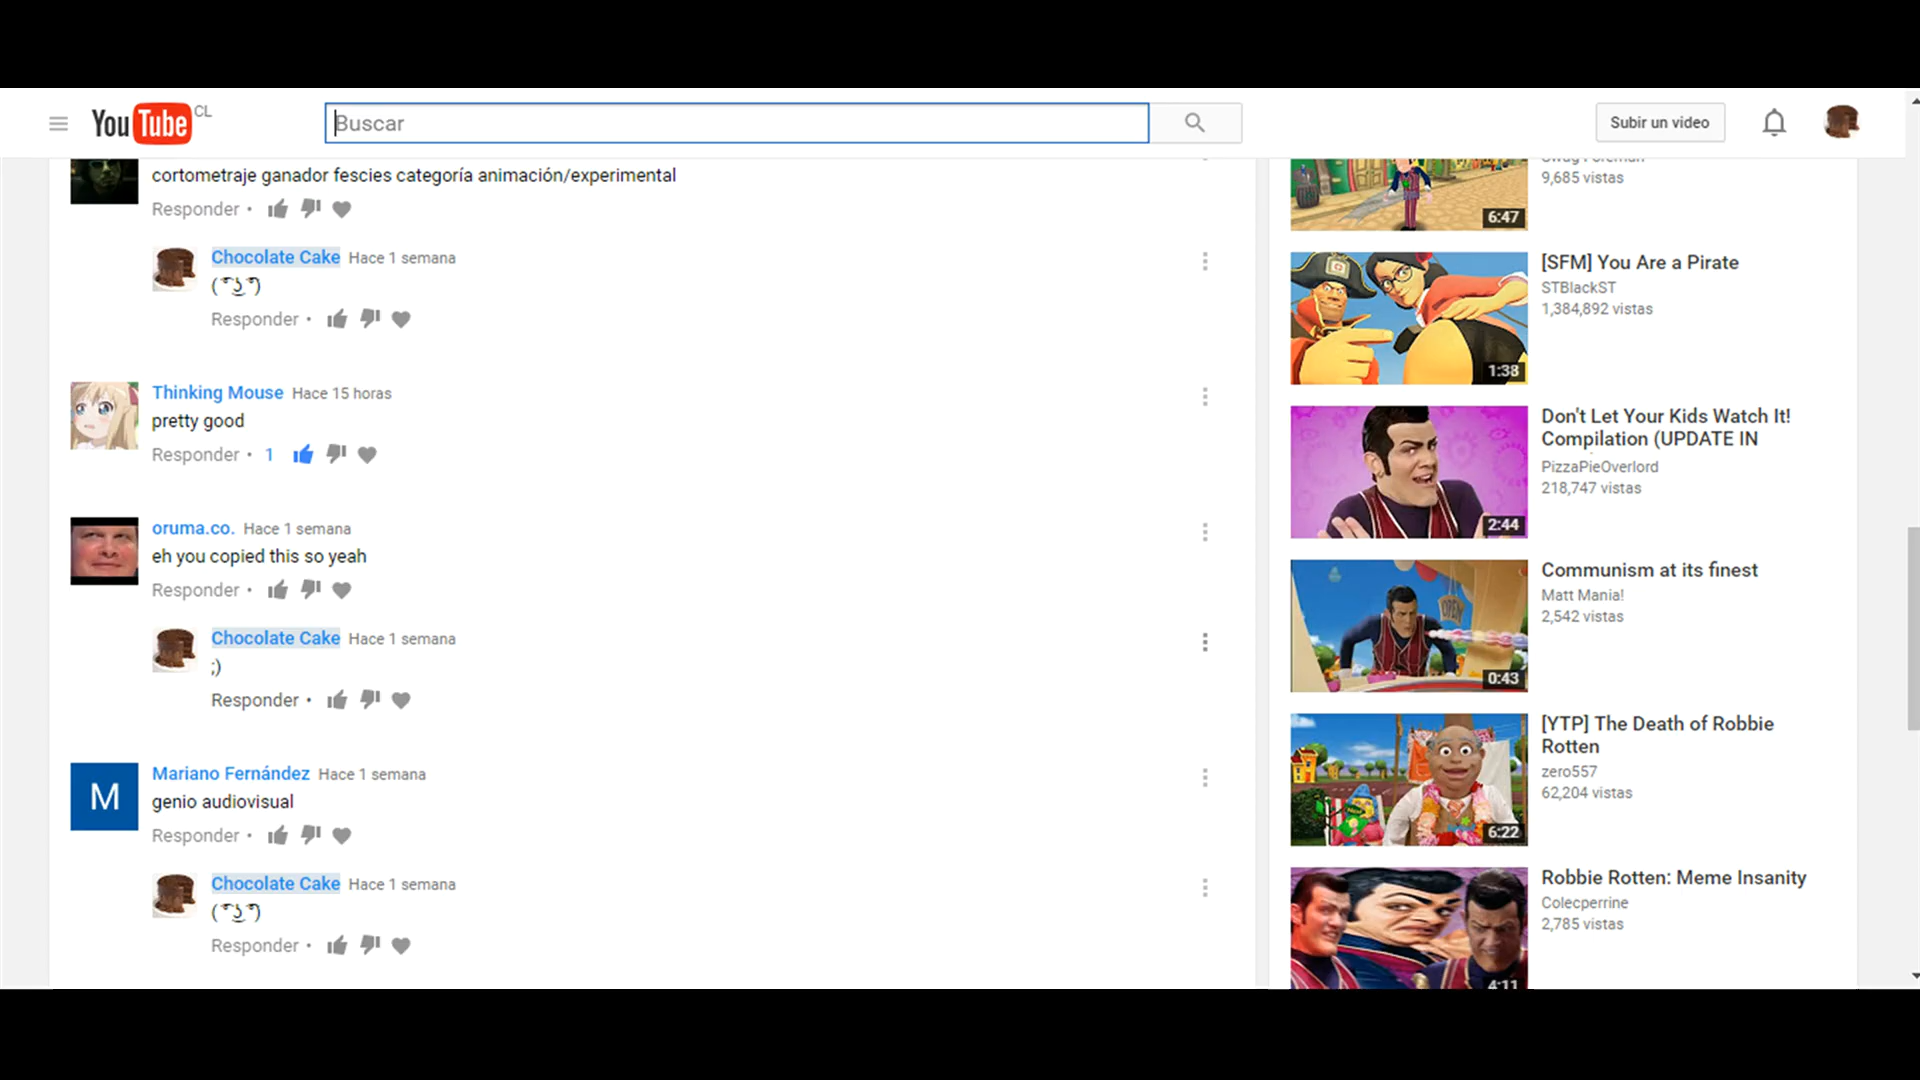 YouTube CL
Buscar
Subir un video
cortometraje ganador fescies categoría animación/experimental
Responder •
Chocolate Cake Hace 1 semana
( ͡° ͜ʖ ͡°)
Responder •
Thinking Mouse Hace 15 horas
pretty good
Responder • 1
oruma.co. Hace 1 semana
eh you copied this so yeah
Responder •
Chocolate Cake Hace 1 semana
;)
Responder •
M
Mariano Fernández Hace 1 semana
genio audiovisual
Responder •
Chocolate Cake Hace 1 semana
( ͡° ͜ʖ ͡°)
Responder •
9,685 vistas
6:47
[SFM] You Are a Pirate
STBlackST
1,384,892 vistas
1:38
Don't Let Your Kids Watch It!
Compilation (UPDATE IN
PizzaPieOverlord
218,747 vistas
2:44
Communism at its finest
Matt Mania!
2,542 vistas
OPEN
0:43
[YTP] The Death of Robbie
Rotten
zero557
62,204 vistas
6:22
Robbie Rotten: Meme Insanity
Colecperrine
2,785 vistas
4:11